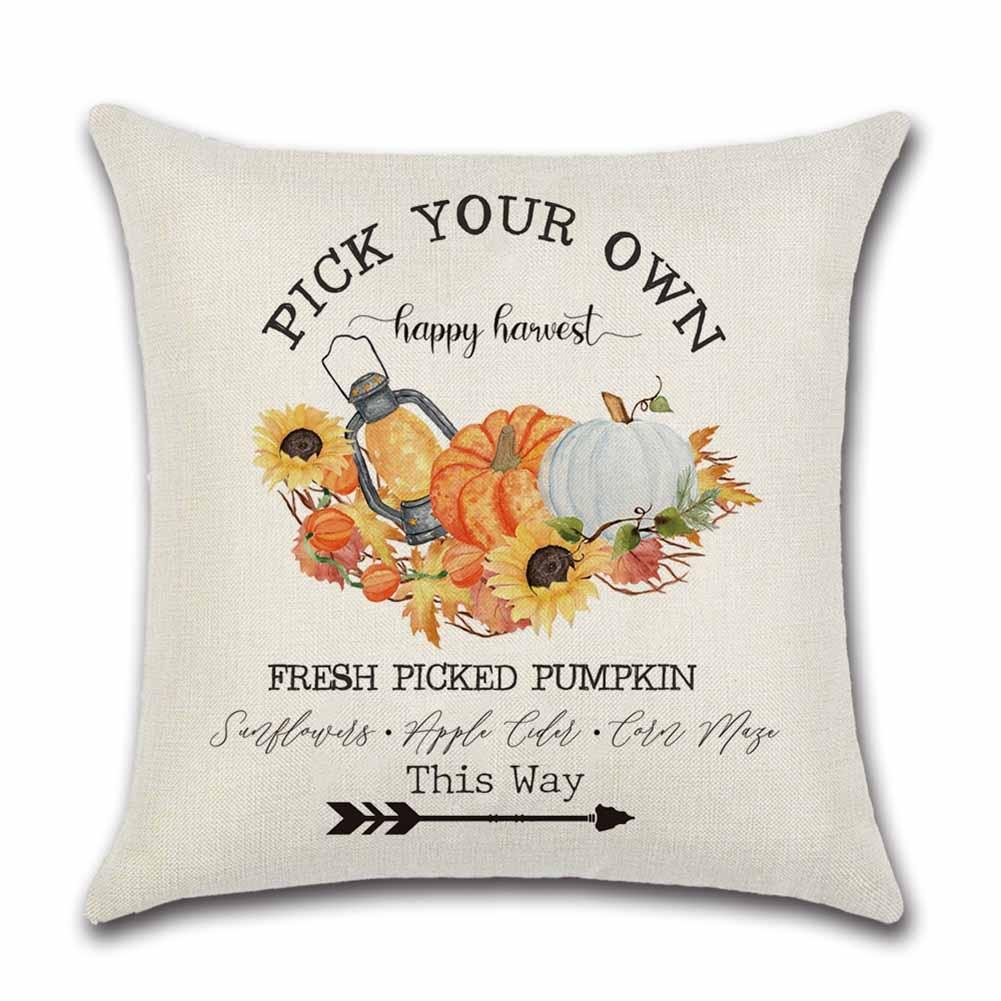 PICK YOUR OWN
happy harvest
FRESH PICKED PUMPKIN
Sunflowers • Apple Cider • Corn Maze
This Way